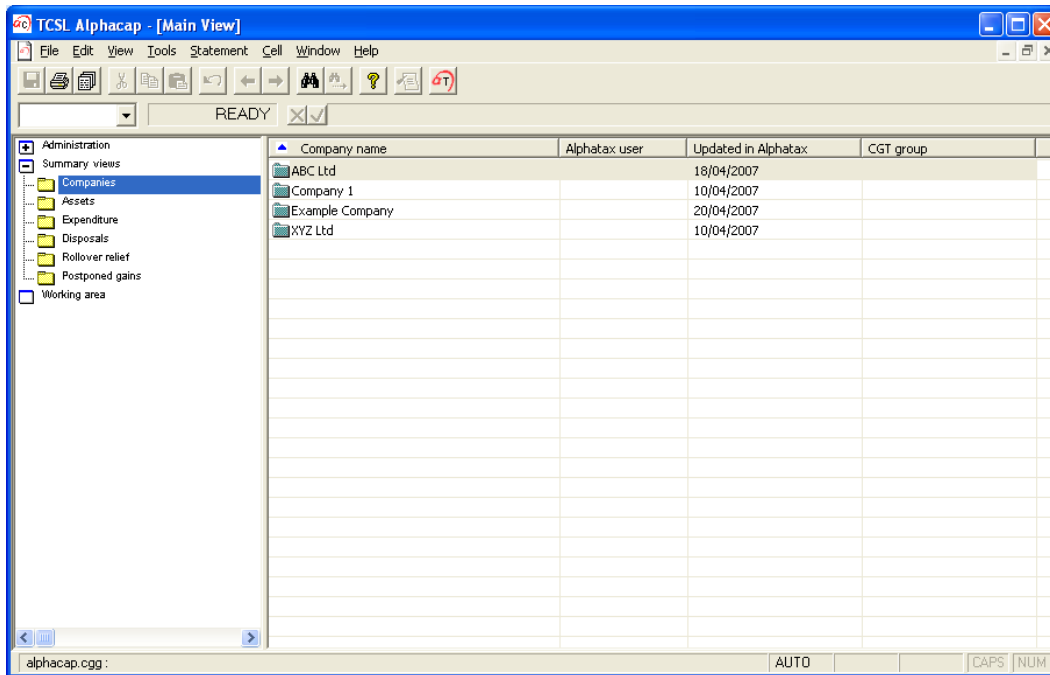 TCSL Alphacap - [Main View]
File Edit View Tools Statement Cell Window Help
READY
Administration
Summary views
Companies
Assets
Expenditure
Disposals
Rollover relief
Postponed gains
Working area
Company name Alphatax user Updated in Alphatax CGT group
ABC Ltd 18/04/2007
Company 1 10/04/2007
Example Company 20/04/2007
XYZ Ltd 10/04/2007
alphacap.cgg : AUTO CAPS NUM